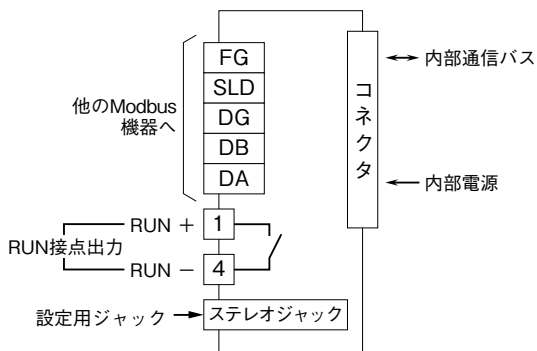 他のModbus
機器へ
FG
SLD
DG
DB
DA
コネクタ
内部通信バス
内部電源
RUN接点出力
RUN +
1
RUN −
4
設定用ジャック
ステレオジャック